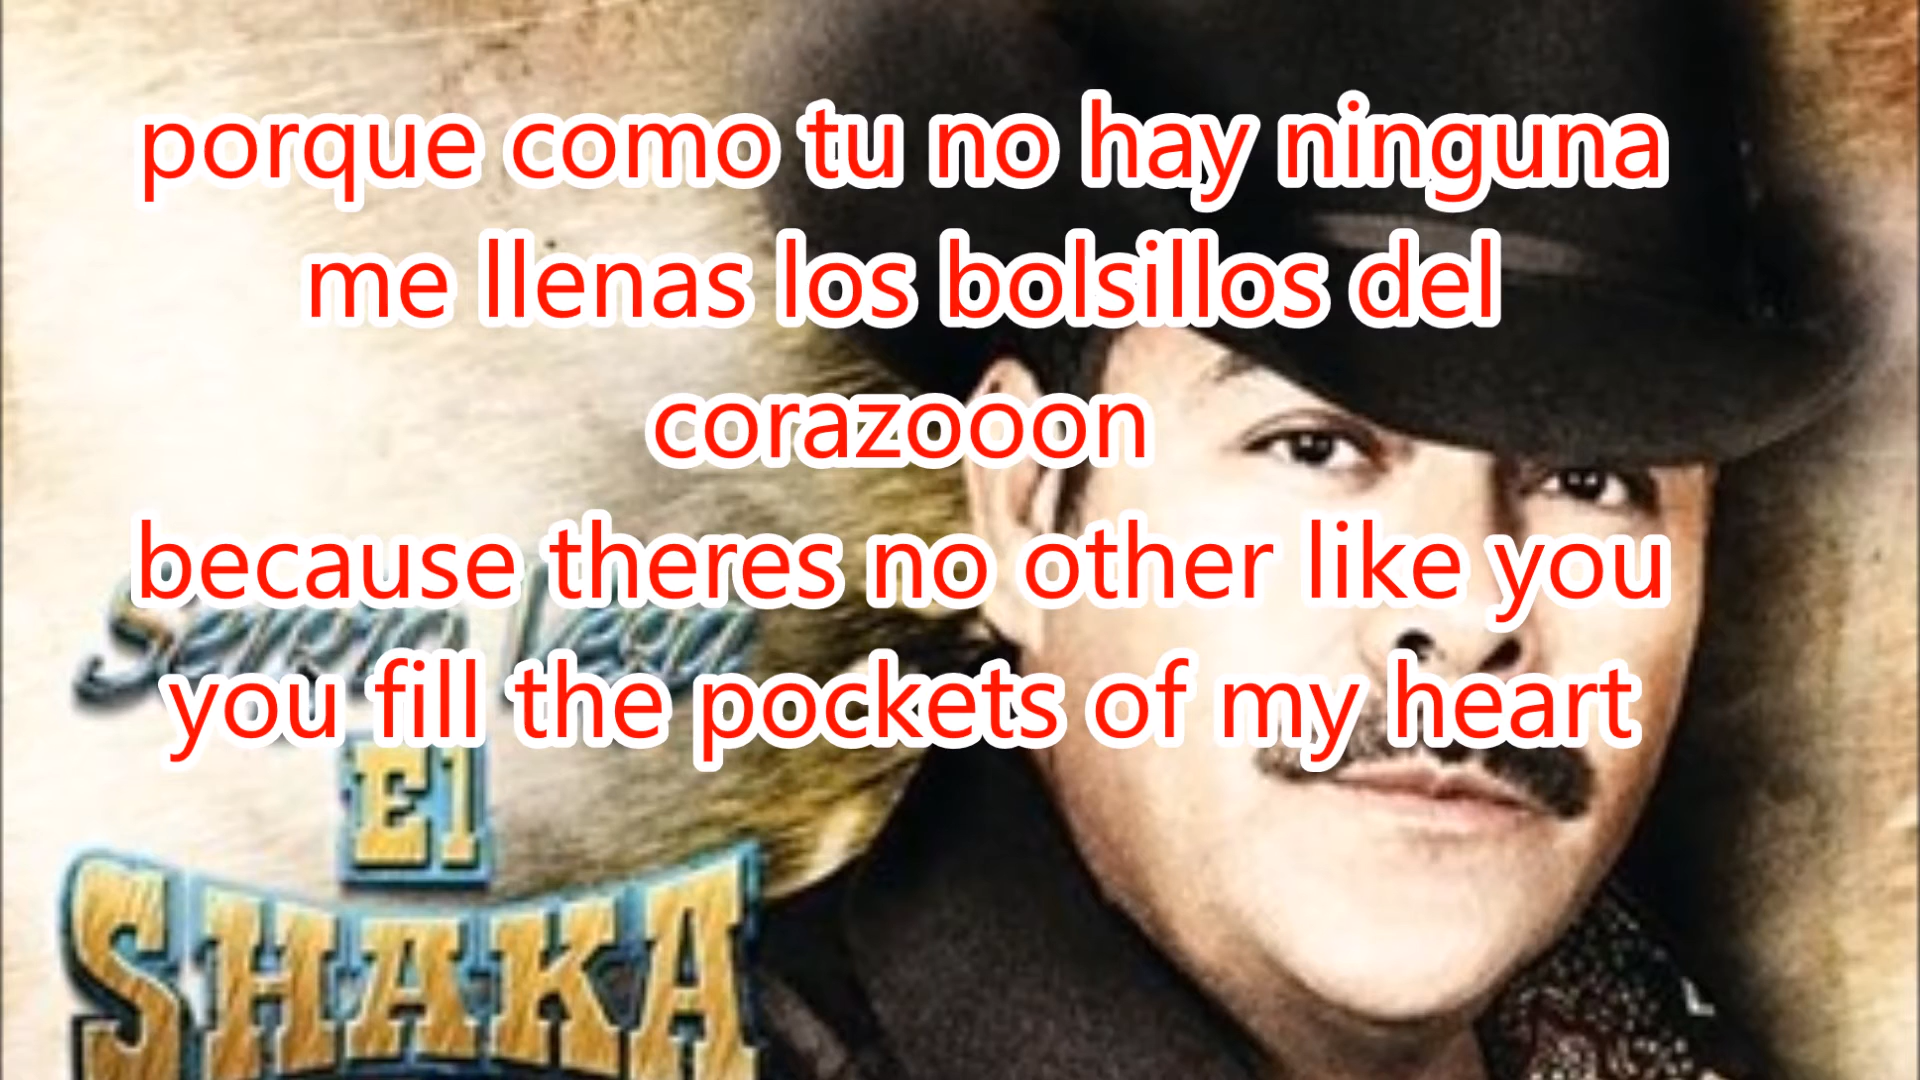 porque como tu no hay ninguna
me llenas los bolsillos del
corazooon
because theres no other like you
Sergio Vega
you fill the pockets of my heart
El
SHAKA